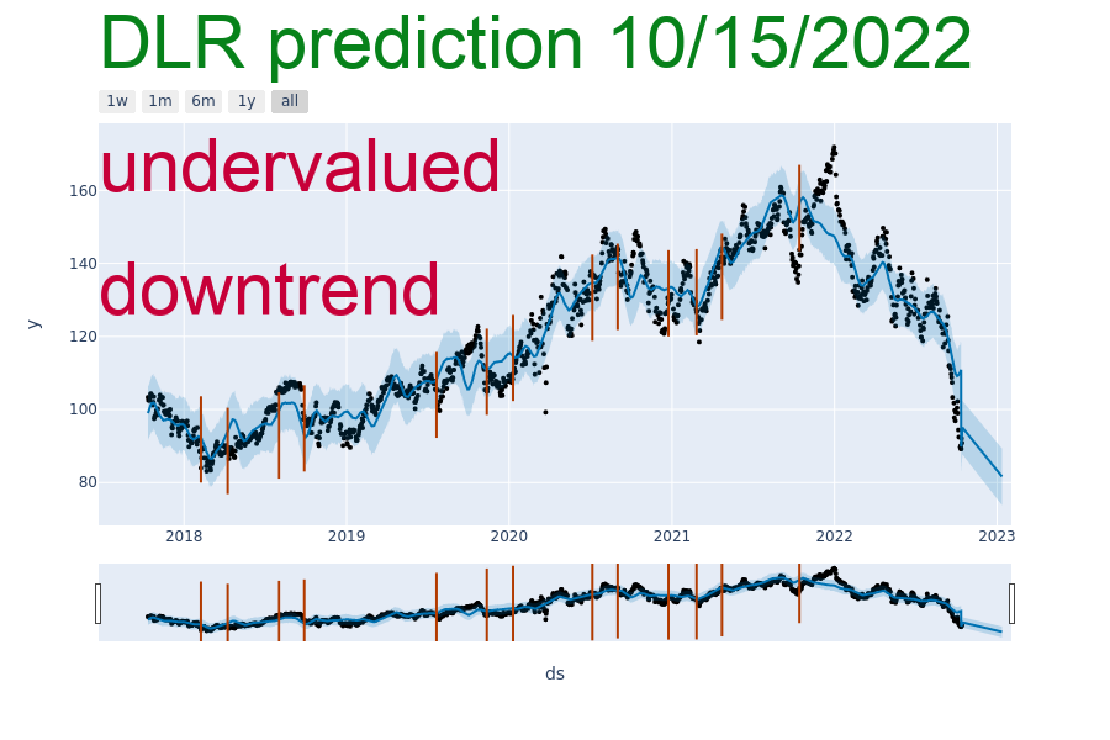 DLR prediction 10/15/2022
1w 1m 6m 1y all
undervalued
downtrend
160
140
120
100
80
y
2018 2019 2020 2021 2022 2023
ds